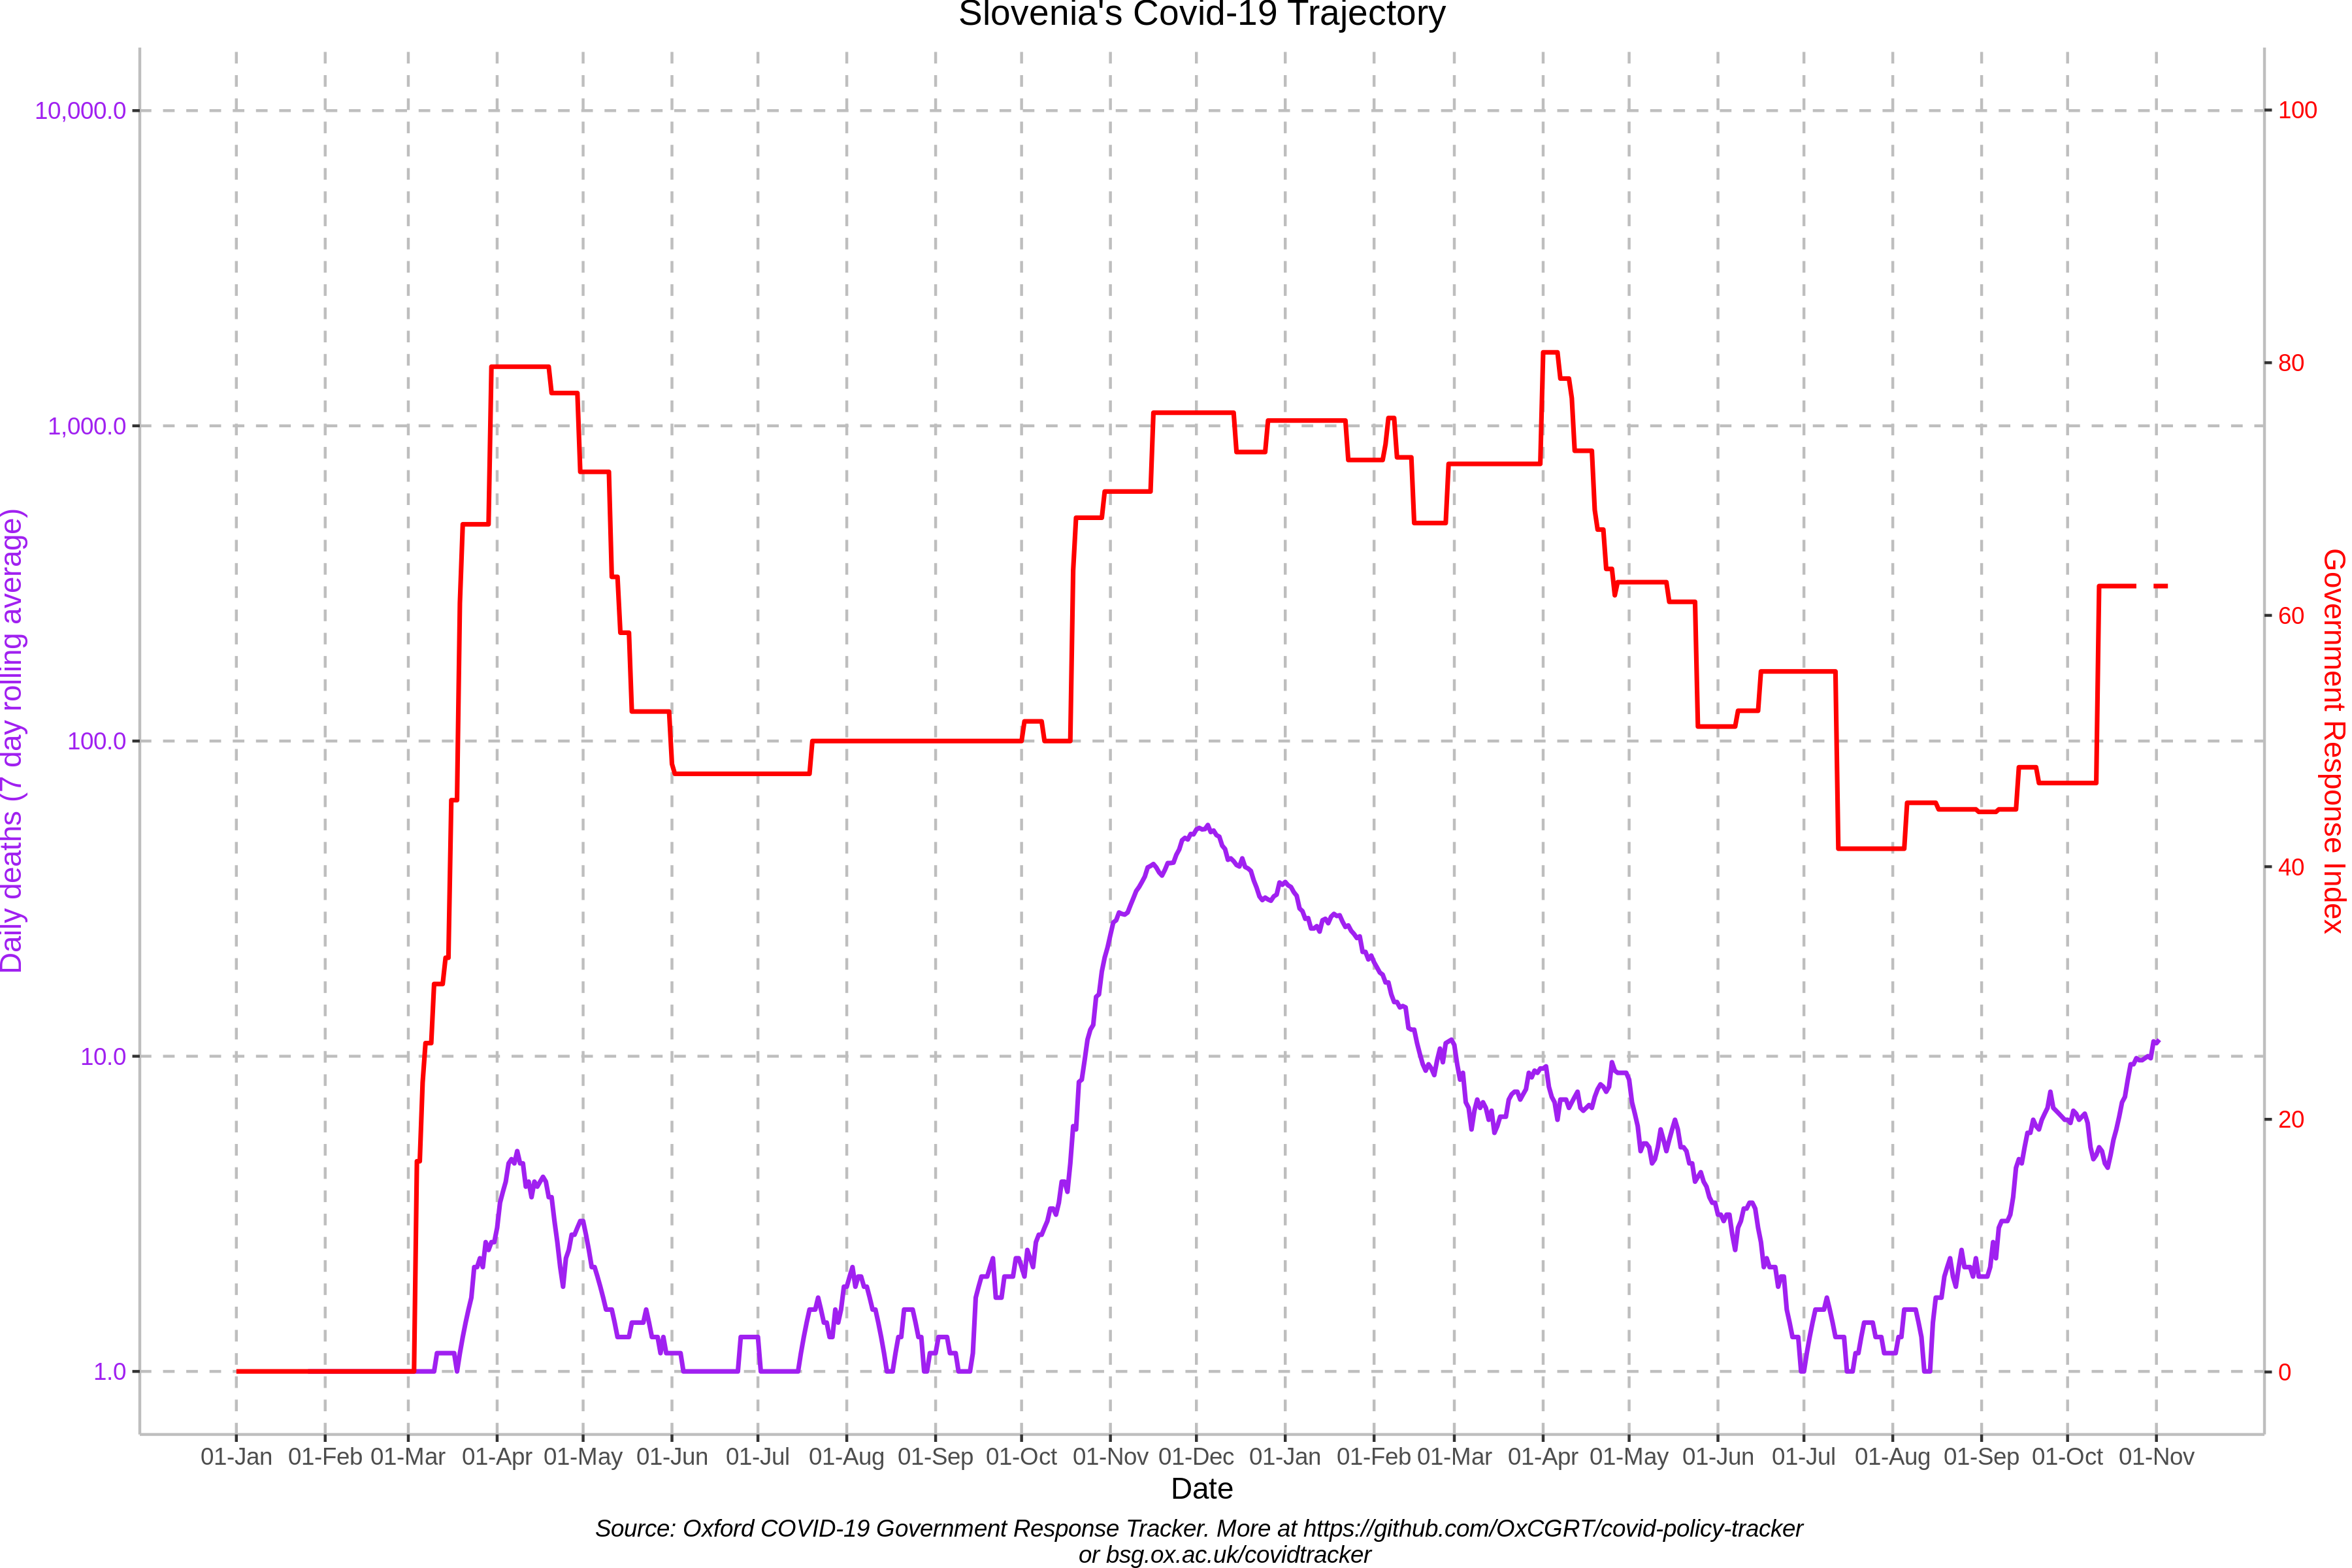 Slovenia's Covid-19 Trajectory
10,000.0
1,000.0
100.0
10.0
1.0
Daily deaths (7 day rolling average)
100
80
60
40
20
0
Government Response Index
01-Jan 01-Feb 01-Mar 01-Apr 01-May 01-Jun 01-Jul 01-Aug 01-Sep 01-Oct 01-Nov 01-Dec 01-Jan 01-Feb 01-Mar 01-Apr 01-May 01-Jun 01-Jul 01-Aug 01-Sep 01-Oct 01-Nov
Date
Source: Oxford COVID-19 Government Response Tracker. More at https://github.com/OxCGRT/covid-policy-tracker
or bsg.ox.ac.uk/covidtracker